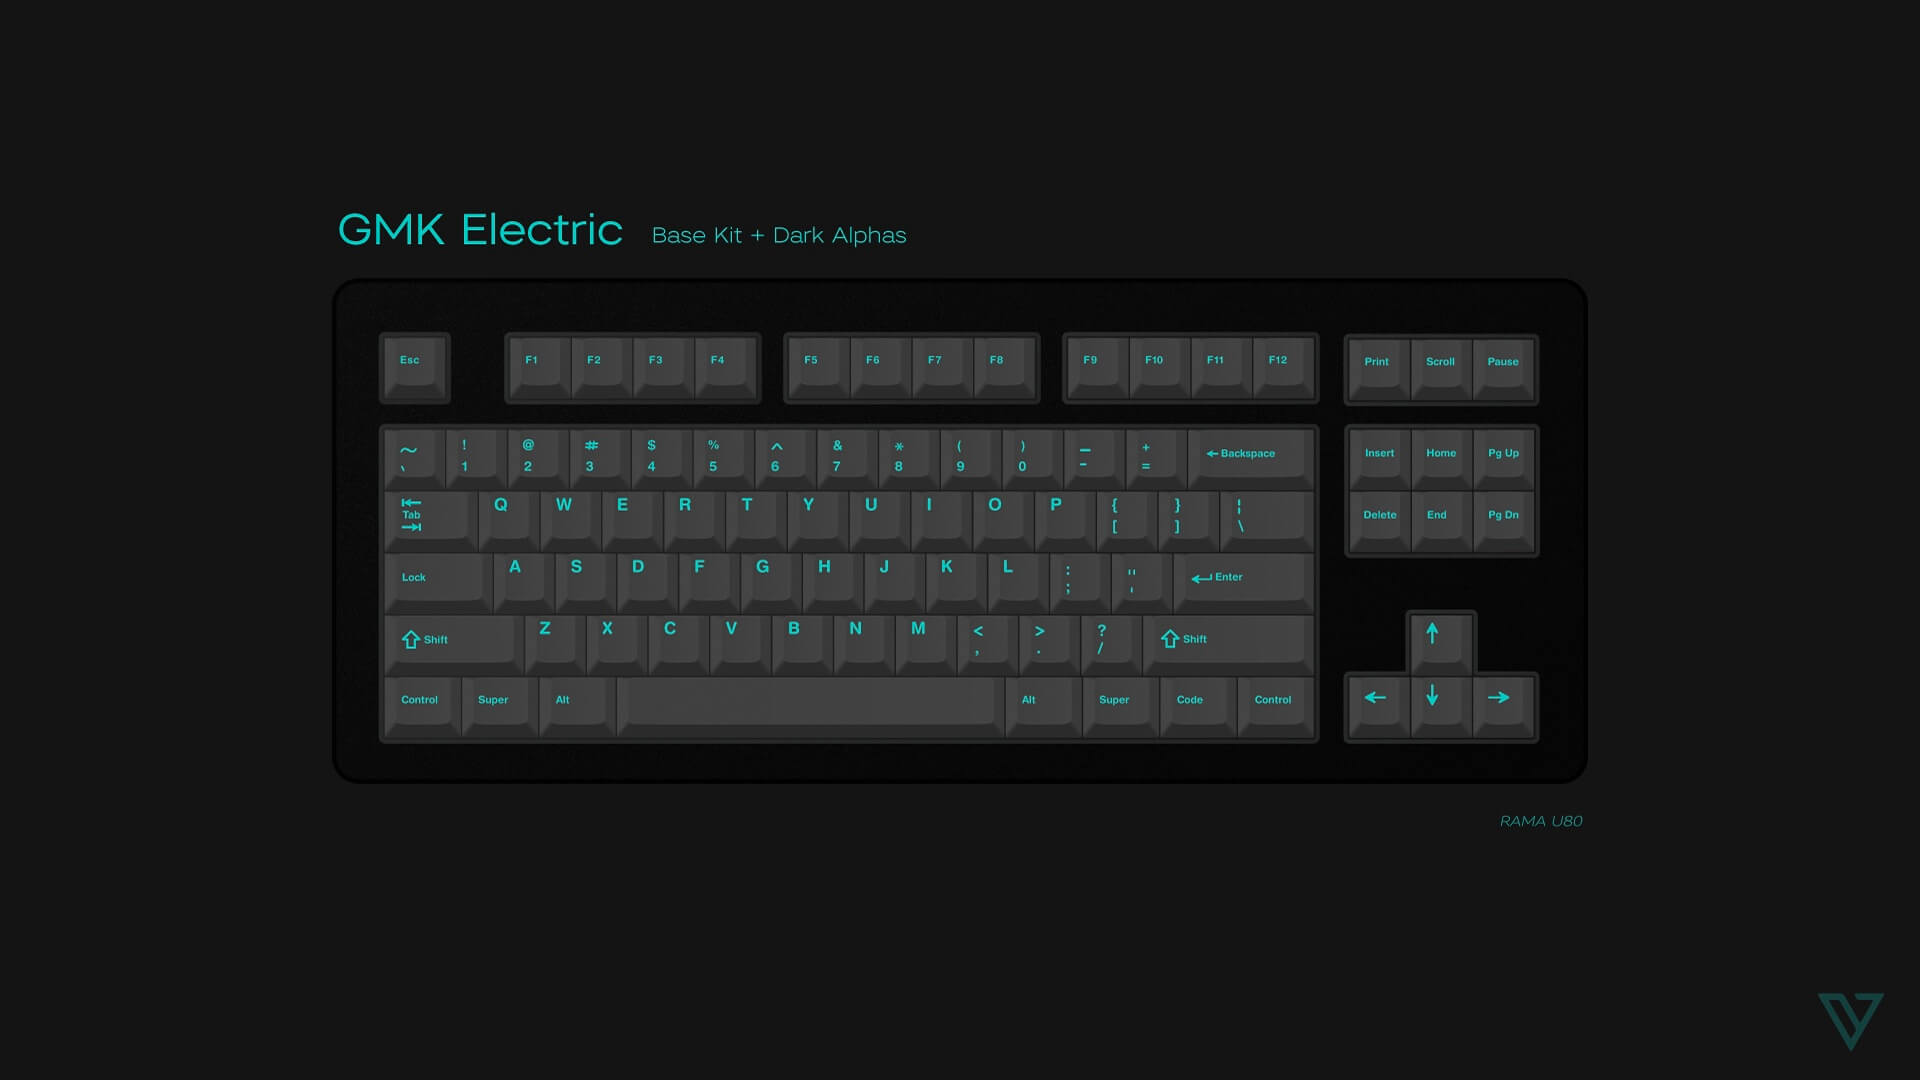 GMK Electric Base Kit + Dark Alphas
Esc F1 F2 F3 F4 F5 F6 F7 F8 F9 F10 F11 F12 Print Scroll Pause
~ ! @ # $ % ^ & * ( ) _ +
` 1 2 3 4 5 6 7 8 9 0 - = ← Backspace Insert Home Pg Up
⇤ Tab ⇥ Q W E R T Y U I O P { } ¦
[ ] \ Delete End Pg Dn
Lock A S D F G H J K L : " ↵ Enter
; '
⇧ Shift Z X C V B N M < > ? ⇧ Shift ↑
, . /
Control Super Alt Alt Super Code Control ← ↓ →
RAMA U80